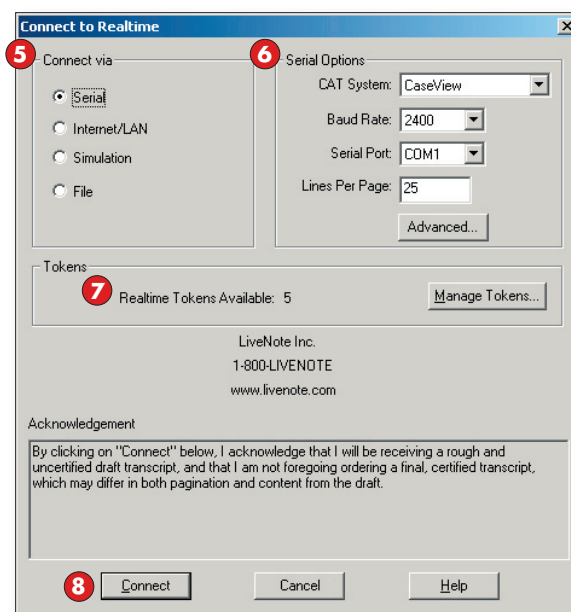 Connect to Realtime
5 Connect via
Serial
Internet/LAN
Simulation
File
6 Serial Options
CAT System: CaseView
Baud Rate: 2400
Serial Port: COM1
Lines Per Page: 25
Advanced...
Tokens
7 Realtime Tokens Available: 5
Manage Tokens...
LiveNote Inc.
1-800-LIVENOTE
www.livenote.com
Acknowledgement
By clicking on "Connect" below, I acknowledge that I will be receiving a rough and
uncertified draft transcript, and that I am not foregoing ordering a final, certified transcript,
which may differ in both pagination and content from the draft.
8 Connect
Cancel
Help